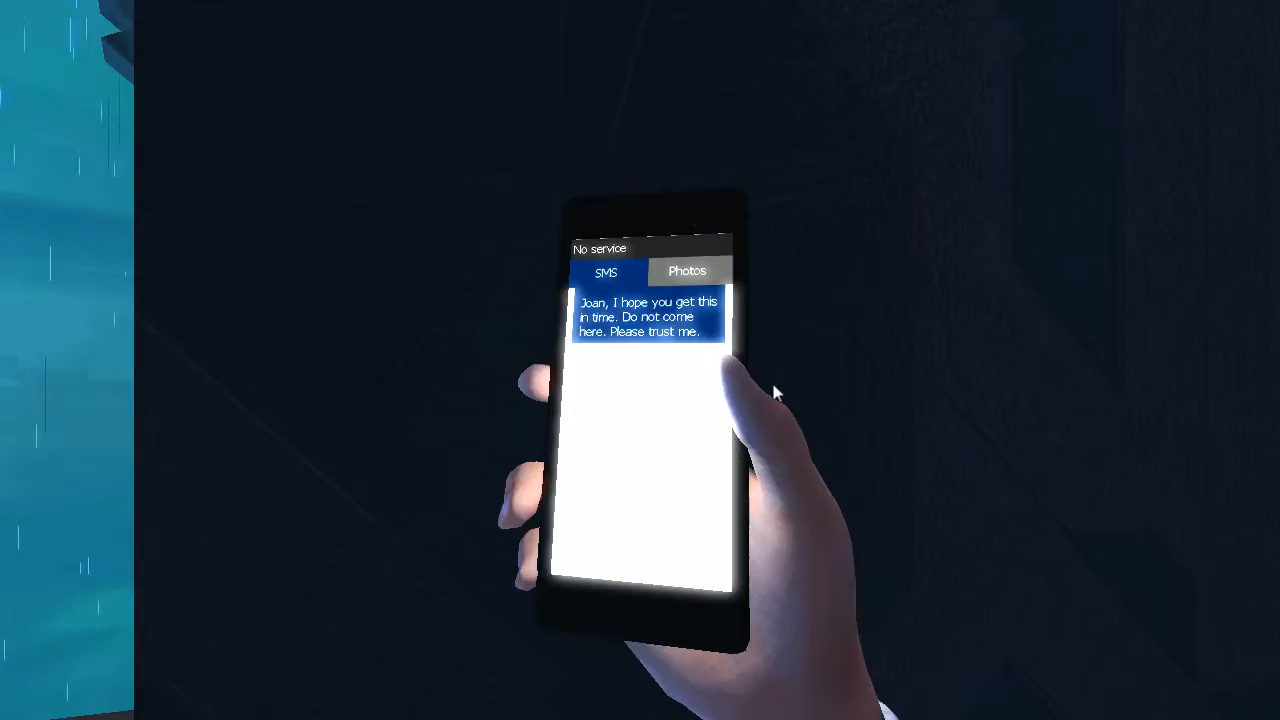 No service
SMS
Photos
Joan, I hope you get this
in time. Do not come
here. Please trust me.